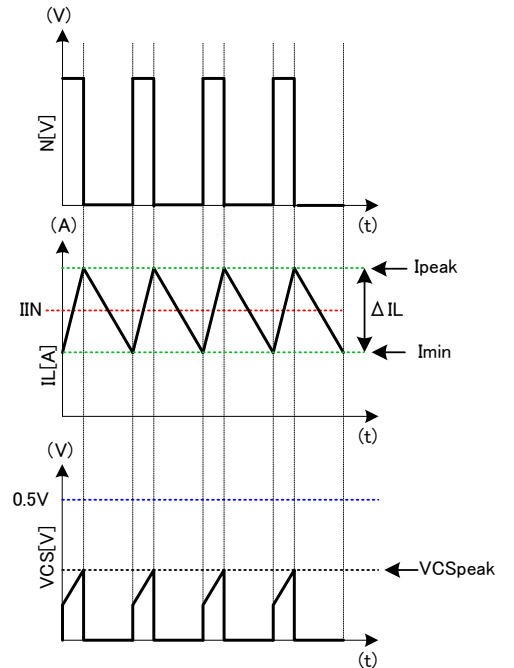 (V)
N[V]
(t)
(A)
Ipeak
IIN
ΔIL
IL[A]
Imin
(t)
(V)
0.5V
VCS[V]
VCSpeak
(t)